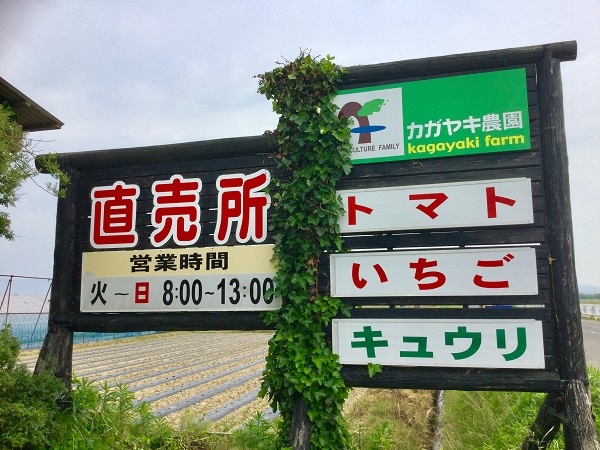 直売所
営業時間
火～日 8:00~13:00
CULTURE FAMILY
カガヤキ農園
kagayaki farm
トマト
いちご
キュウリ